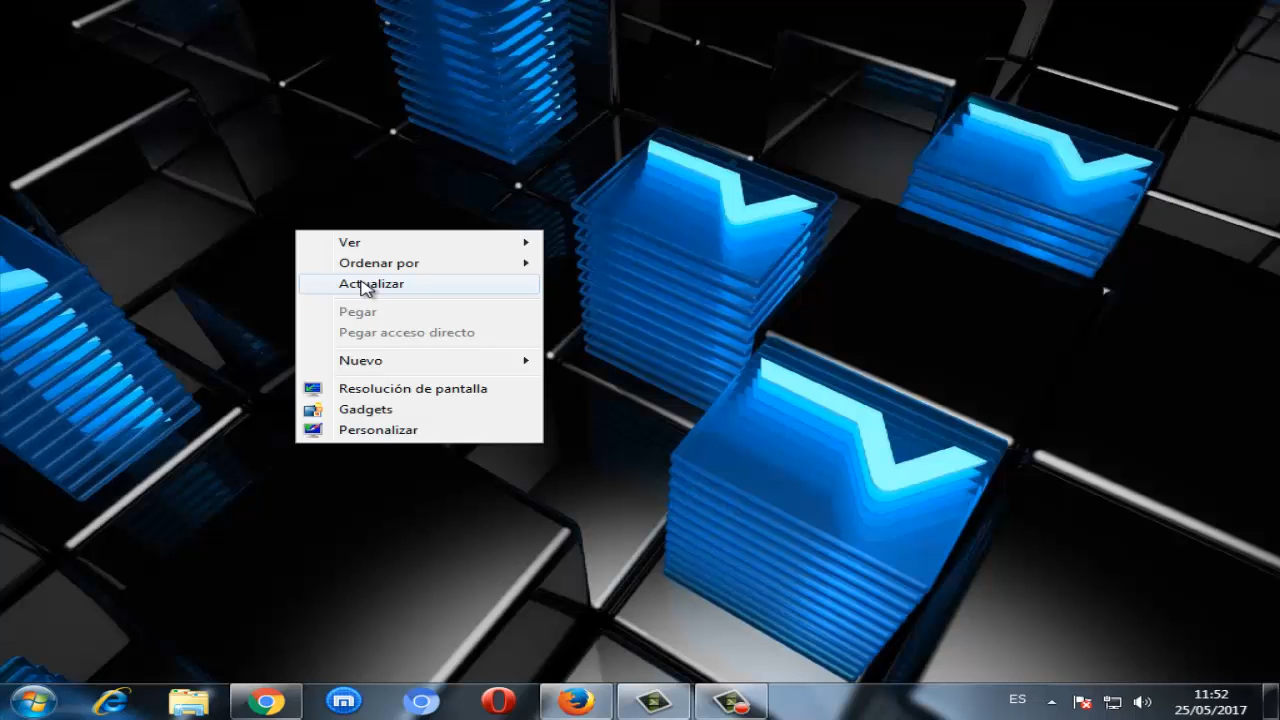 Ver
Ordenar por
Actualizar
Pegar
Pegar acceso directo
Nuevo
Resolución de pantalla
Gadgets
Personalizar
ES
11:52
25/05/2017